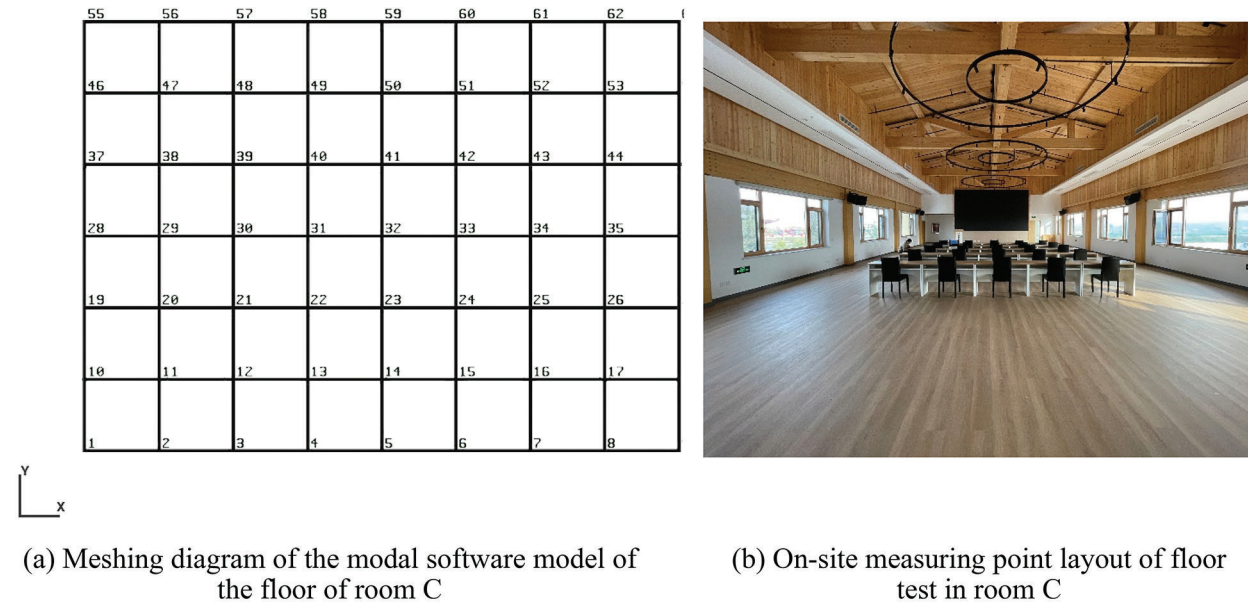 55 56 57 58 59 60 61 62
46 47 48 49 50 51 52 53
37 38 39 40 41 42 43 44
28 29 30 31 32 33 34 35
19 20 21 22 23 24 25 26
10 11 12 13 14 15 16 17
1 2 3 4 5 6 7 8
Y
X
(a) Meshing diagram of the modal software model of
the floor of room C
(b) On-site measuring point layout of floor
test in room C